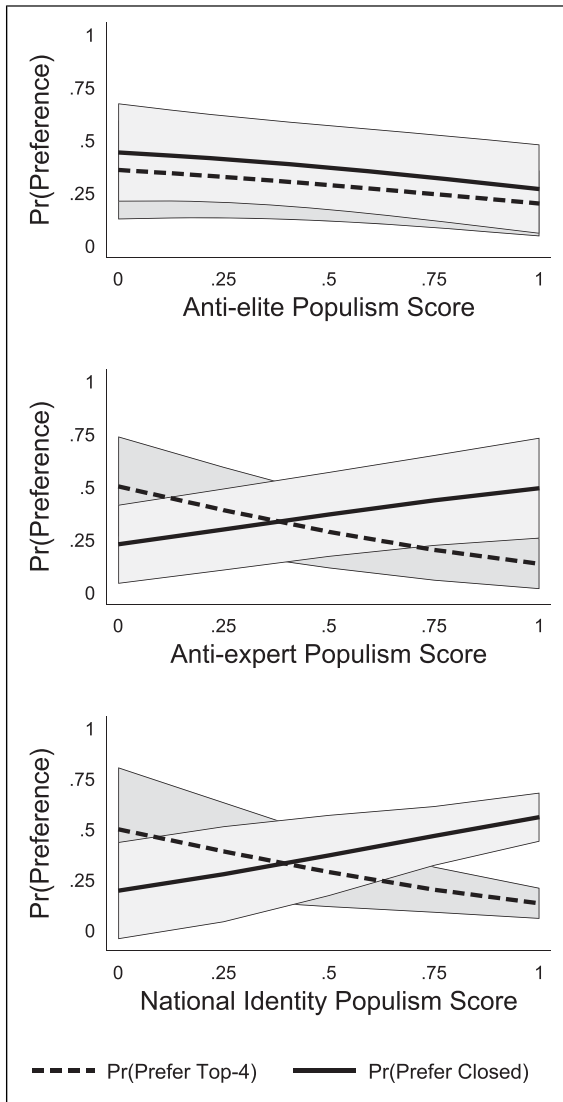 Pr(Preference)
1
.75
.5
.25
0
0 .25 .5 .75 1
Anti-elite Populism Score
Pr(Preference)
1
.75
.5
.25
0
0 .25 .5 .75 1
Anti-expert Populism Score
Pr(Preference)
1
.75
.5
.25
0
0 .25 .5 .75 1
National Identity Populism Score
Pr(Prefer Top-4) Pr(Prefer Closed)